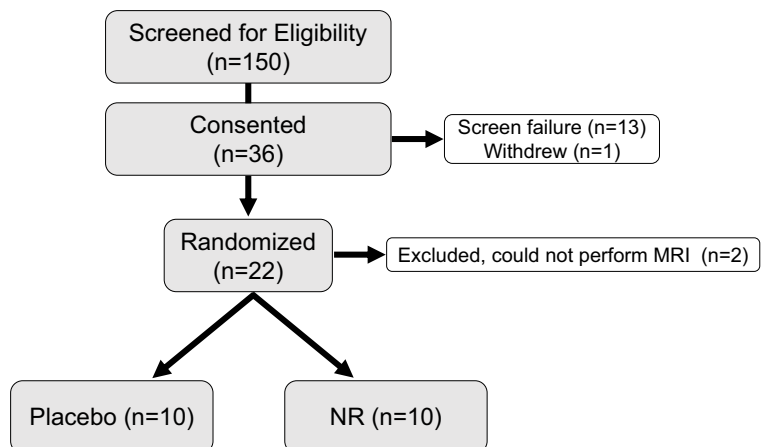 Screened for Eligibility
(n=150)
Consented
(n=36)
Screen failure (n=13)
Withdrew (n=1)
Randomized
(n=22)
Excluded, could not perform MRI (n=2)
Placebo (n=10)
NR (n=10)